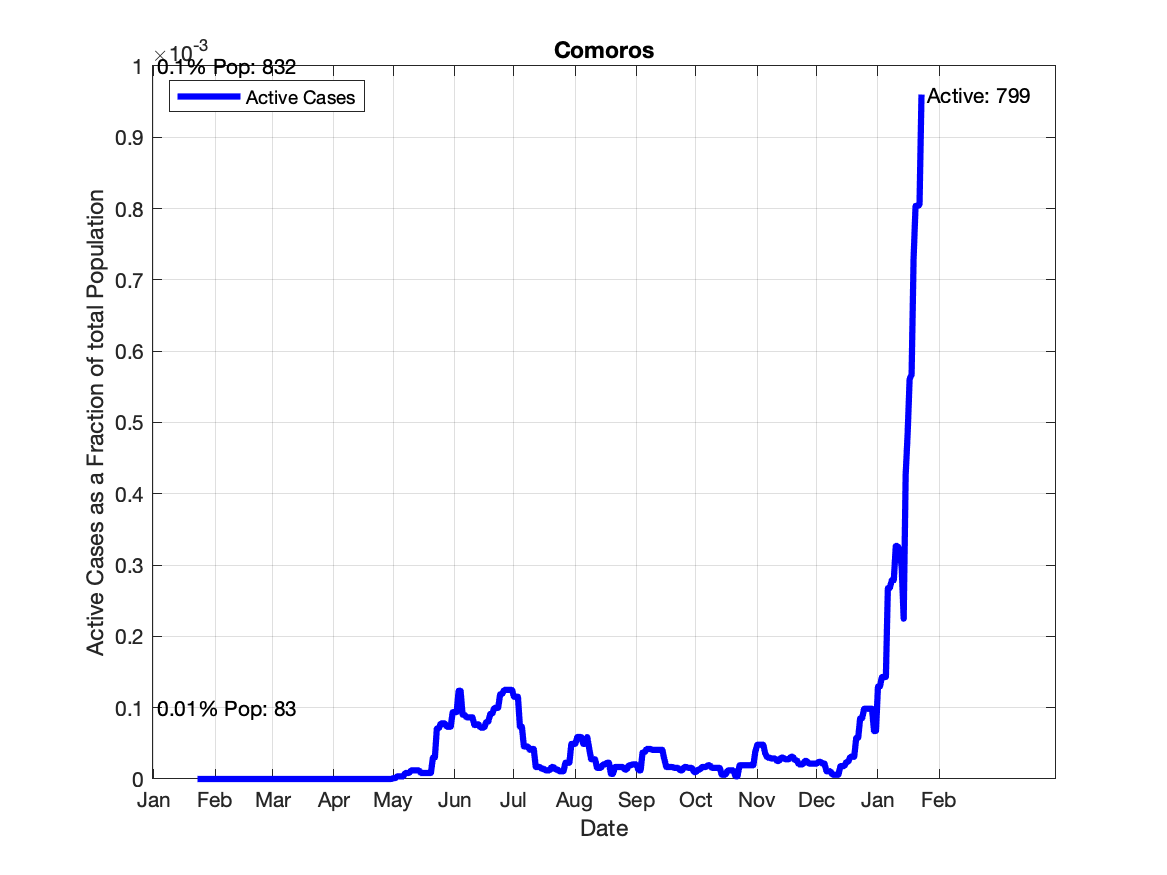 Comoros
×10-3
0.1% Pop: 832
Active Cases
Active: 799
1
0.9
0.8
0.7
0.6
0.5
0.4
0.3
0.2
0.1
0
0.01% Pop: 83
Active Cases as a Fraction of total Population
Jan Feb Mar Apr May Jun Jul Aug Sep Oct Nov Dec Jan Feb
Date